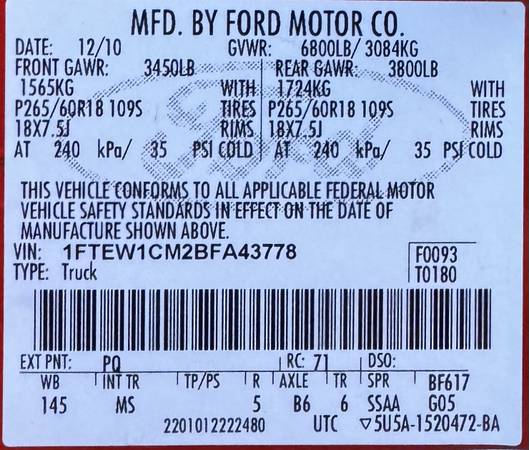 MFD. BY FORD MOTOR CO.
DATE: 12/10 GVWR: 6800LB/ 3084KG
FRONT GAWR: 3450LB REAR GAWR: 3800LB
1565KG WITH 1724KG WITH
P265/60R18 109S TIRES P265/60R18 109S TIRES
18X7.5J RIMS 18X7.5J RIMS
AT 240 kPa/ 35 PSI COLD AT 240 kPa/ 35 PSI COLD
THIS VEHICLE CONFORMS TO ALL APPLICABLE FEDERAL MOTOR
VEHICLE SAFETY STANDARDS IN EFFECT ON THE DATE OF
MANUFACTURE SHOWN ABOVE.
VIN: 1FTEW1CM2BFA43778 F0093
TYPE: Truck T0180
EXT PNT: PQ RC: 71 DSO:
WB INT TR TP/PS R AXLE TR SPR BF617
145 MS 5 B6 6 SSAA G05
2201012222480 UTC ▽5U5A-1520472-BA